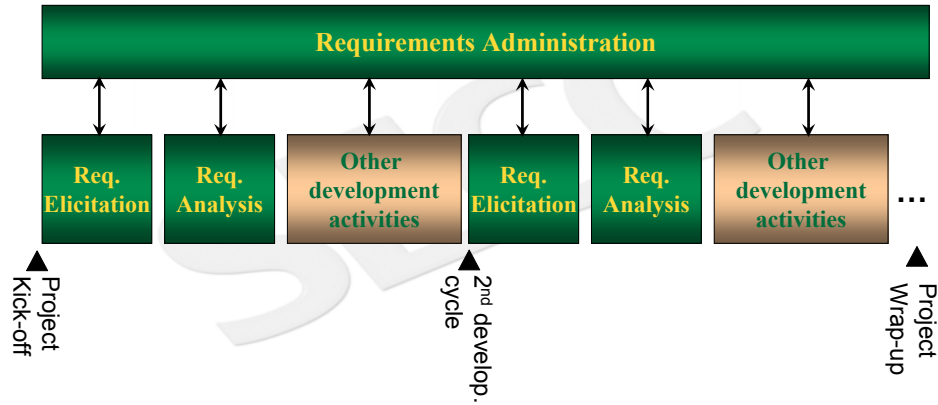 Requirements Administration
Req.
Elicitation
Req.
Analysis
Other
development
activities
Req.
Elicitation
Req.
Analysis
Other
development
activities
...
Project
Kick-off
2nd develop.
cycle
Project
Wrap-up
SECC